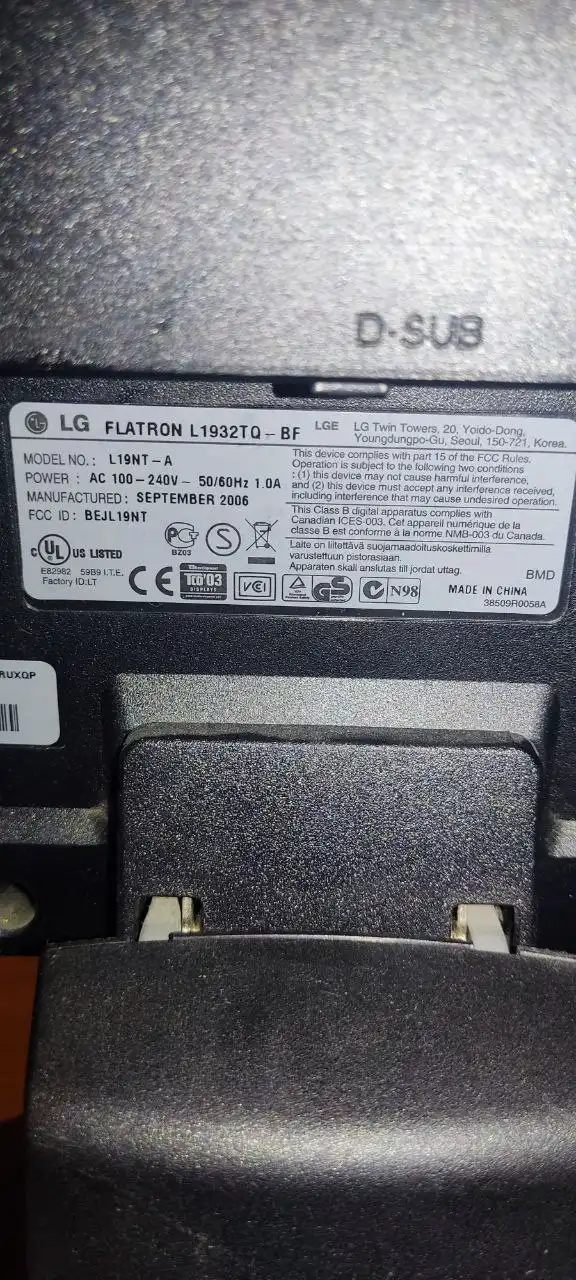 D-SUB
LG FLATRON L1932TQ - BF LGE LG Twin Towers, 20, Yoido-Dong,
Youngdungpo-Gu, Seoul, 150-721, Korea.
MODEL NO.: L19NT-A
POWER : AC 100-240V~ 50/60Hz 1.0A
MANUFACTURED: SEPTEMBER 2006
FCC ID: BEJL19NT
This device complies with part 15 of the FCC Rules.
Operation is subject to the following two conditions
: (1) this device may not cause harmful interference,
and (2) this device must accept any interference received,
including interference that may cause undesired operation.
This Class B digital apparatus complies with
Canadian ICES-003. Cet appareil numérique de la
classe B est conforme à la norme NMB-003 du Canada.
Laite on liitettävä suojamaadoituskoskettimilla
varustettuun pistorasiaan.
Apparaten skall anslutas till jordat uttag.
c UL US LISTED
E82982 59B9 I.T.E.
Factory ID:LT
PG
BZ03
S
CE
TCO'03
DISPLAYS
VCI
GS
C N98
BMD
MADE IN CHINA
38509R0058A
RUXQP